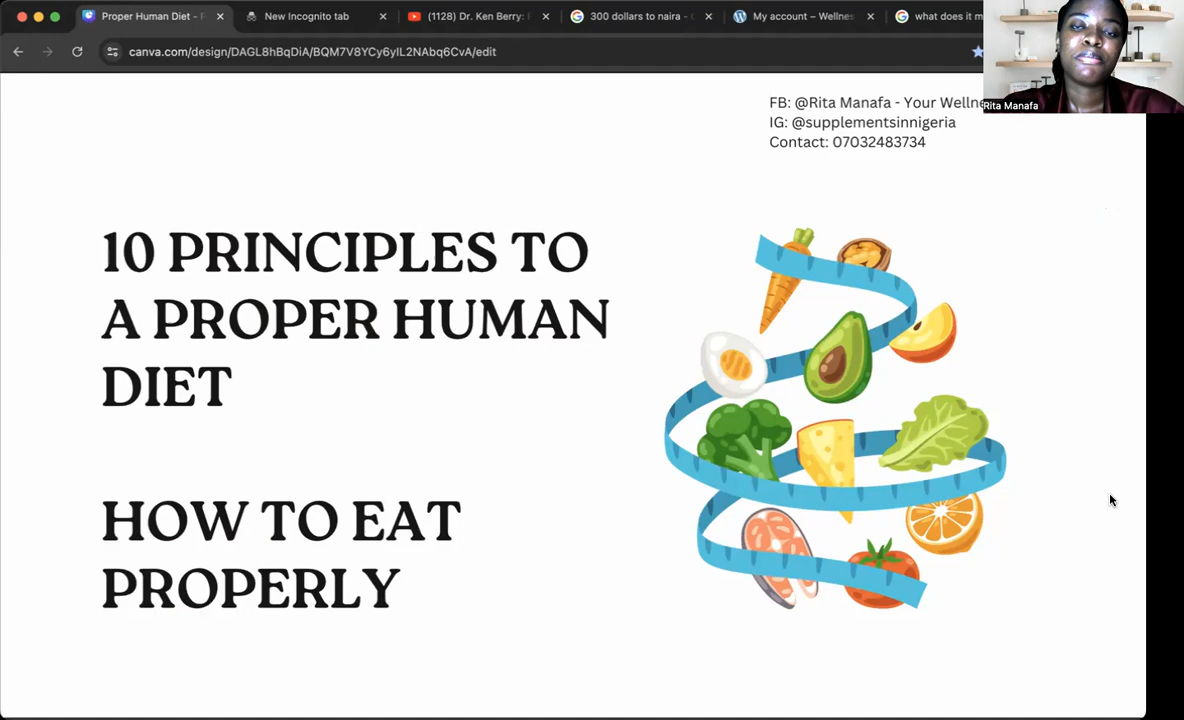 Proper Human Diet - P
New Incognito tab
(1128) Dr. Ken Berry:
300 dollars to naira -
My account – Wellnes
what does it m
canva.com/design/DAGL8hBqDiA/BQM7V8YCy6yIL2NAbq6CvA/edit
FB: @Rita Manafa - Your Wellne
Rita Manafa
IG: @supplementsinnigeria
Contact: 07032483734
10 PRINCIPLES TO
A PROPER HUMAN
DIET
HOW TO EAT
PROPERLY